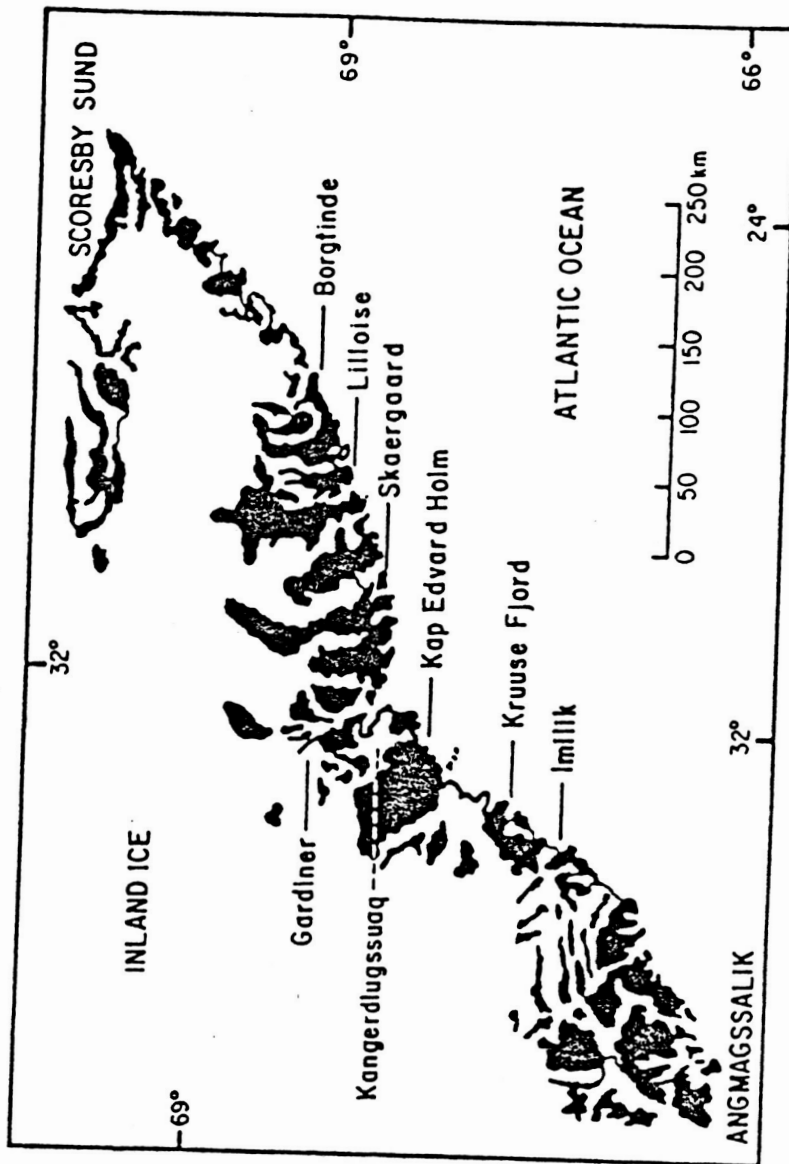 SCORESBY SUND
69°
66°
INLAND ICE
32°
Borgtinde
Lilloise
Skaergaard
Kap Edvard Holm
Kruuse Fjord
Imilik
Gardiner
Kangerdlugssuaq
ATLANTIC OCEAN
0 50 100 150 200 250 km
24°
32°
69°
ANGMAGSSALIK